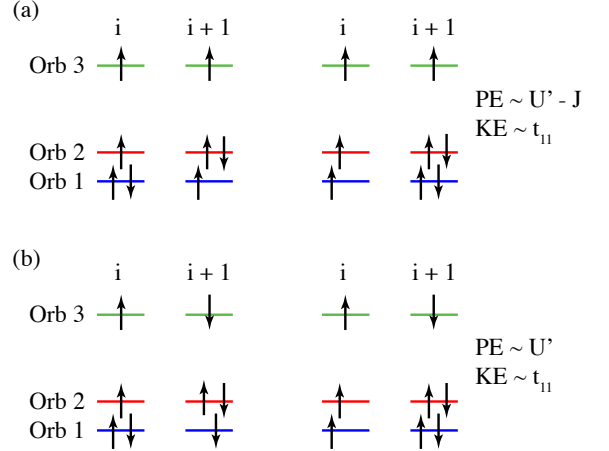 (a)
i i + 1 i i + 1
Orb 3
PE ~ U' - J
KE ~ t₁₁
Orb 2
Orb 1
(b)
i i + 1 i i + 1
Orb 3
PE ~ U'
KE ~ t₁₁
Orb 2
Orb 1